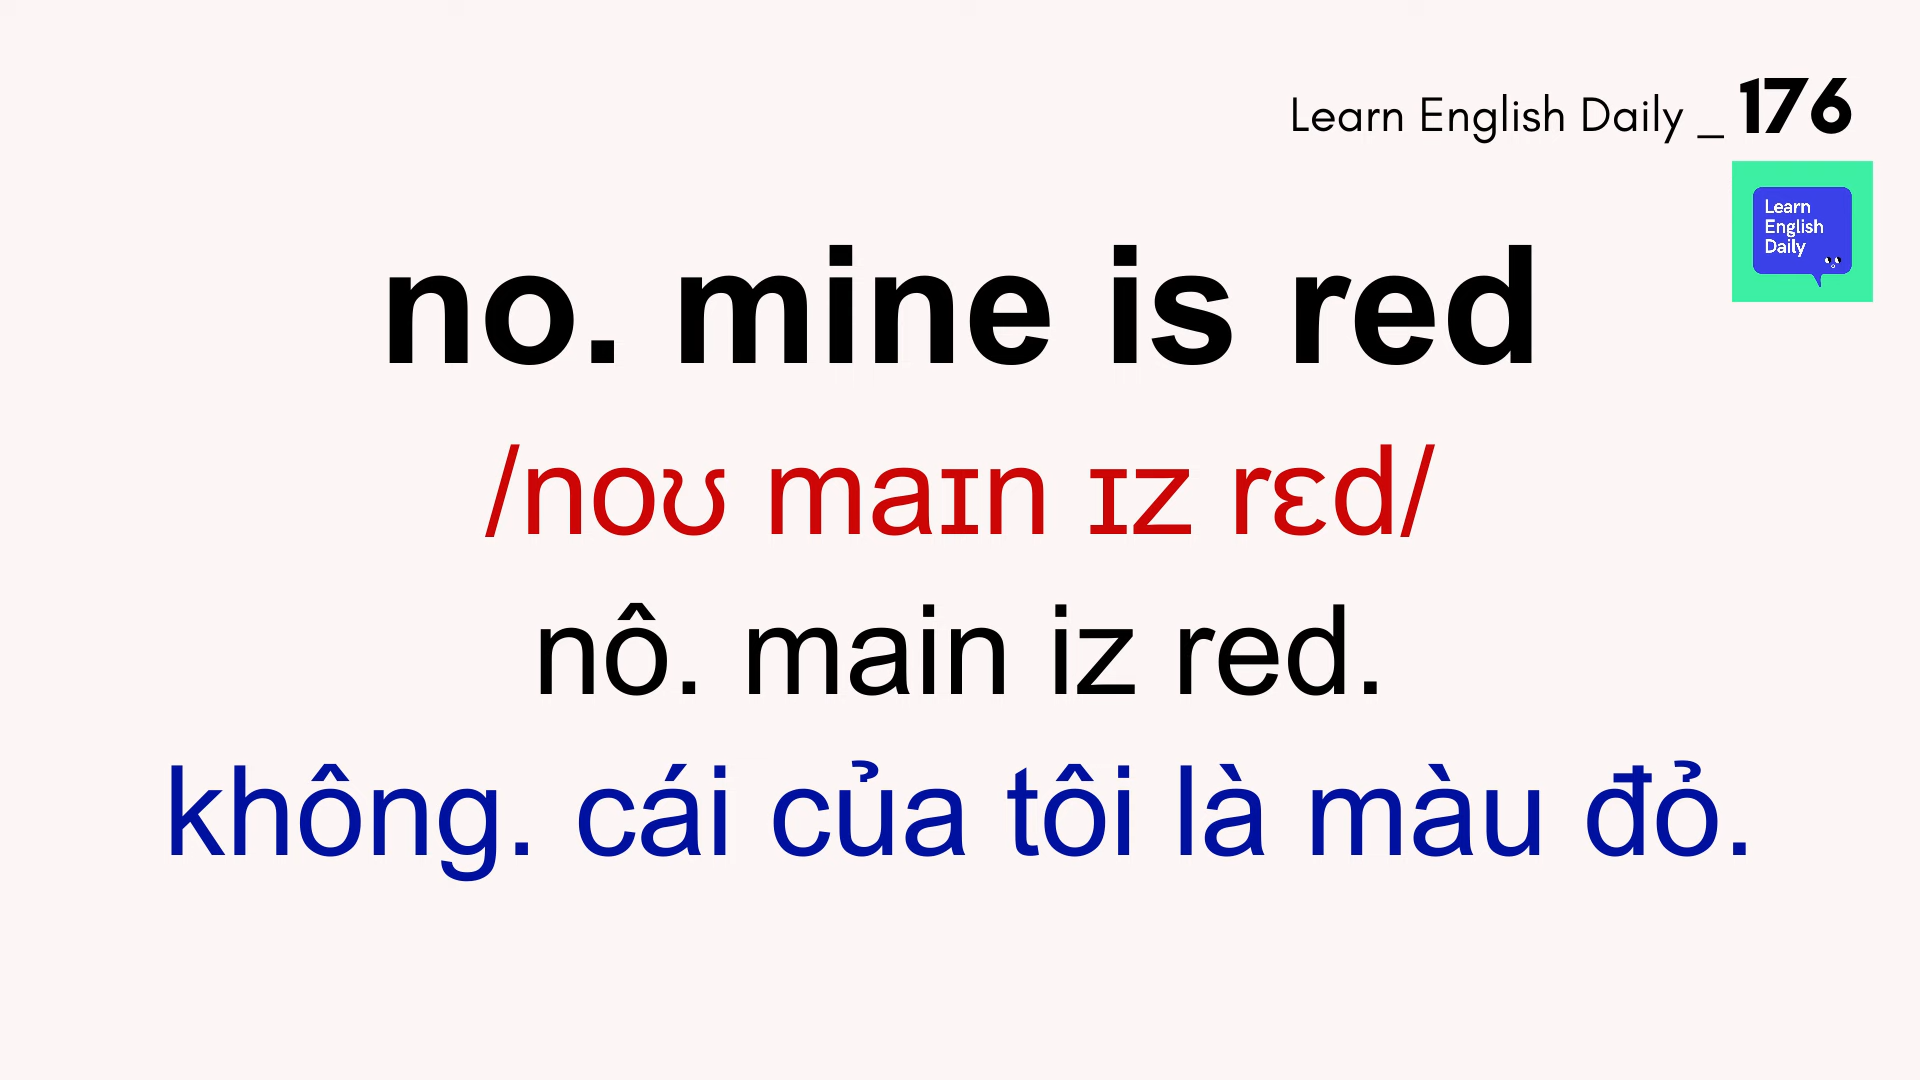 Learn English Daily _ 176
Learn
English
Daily
no. mine is red
/noʊ maɪn ɪz rɛd/
nô. main iz red.
không. cái của tôi là màu đỏ.